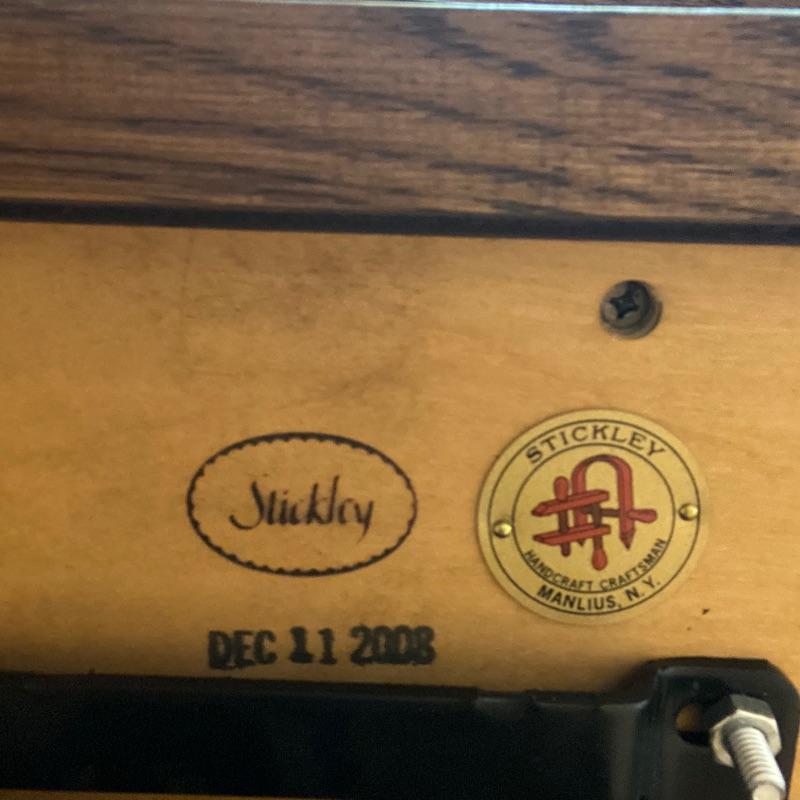 Stickley
DEC 11 2008
STICKLEY
HANDCRAFT CRAFTSMAN
MANLIUS, N.Y.